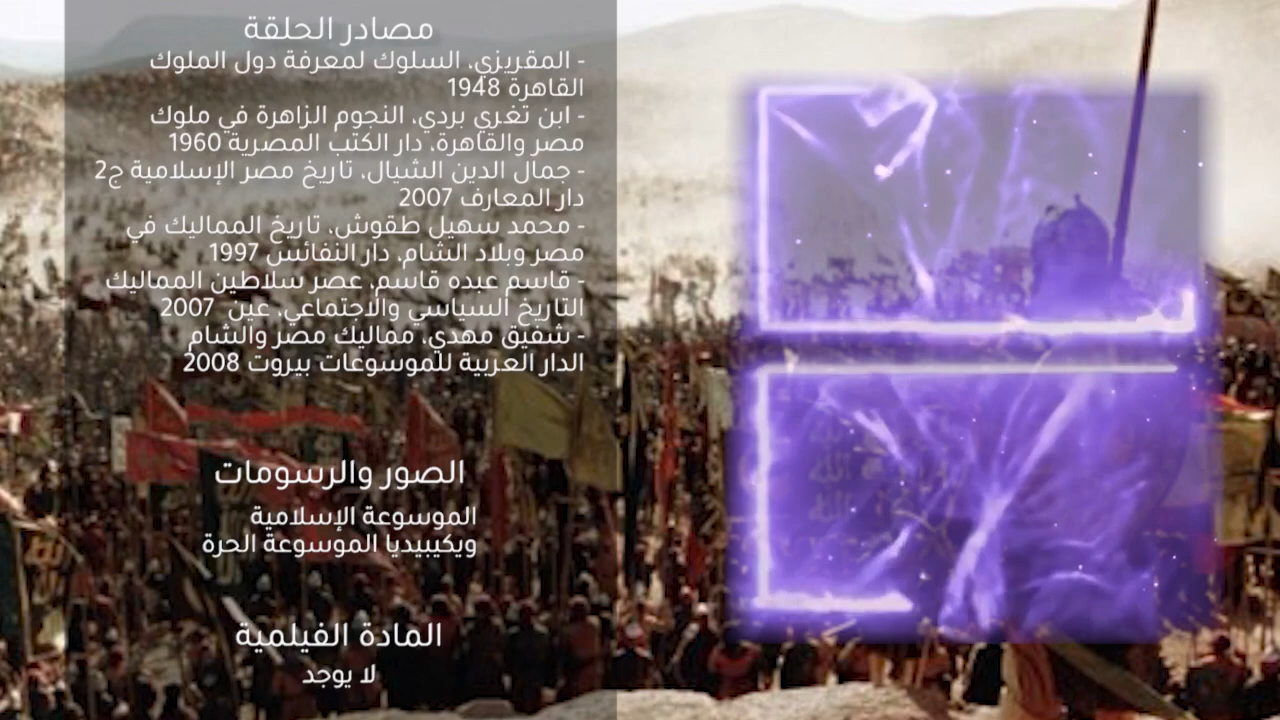 مصادر الحلقة
- المقريزي، السلوك لمعرفة دول الملوك
القاهرة 1948
- ابن تغري بردي، النجوم الزاهرة في ملوك
مصر والقاهرة، دار الكتب المصرية 1960
- جمال الدين الشيال، تاريخ مصر الإسلامية ج2
دار المعارف 2007
- محمد سهيل طقوش، تاريخ المماليك في
مصر وبلاد الشام، دار النفائس 1997
- قاسم عبده قاسم، عصر سلاطين المماليك
التاريخ السياسي والاجتماعي، عين 2007
- شفيق مهدي، مماليك مصر والشام
الدار العربية للموسوعات بيروت 2008
الصور والرسومات
الموسوعة الإسلامية
ويكيبيديا الموسوعة الحرة
المادة الفيلمية
لا يوجد
الله
الله
الله